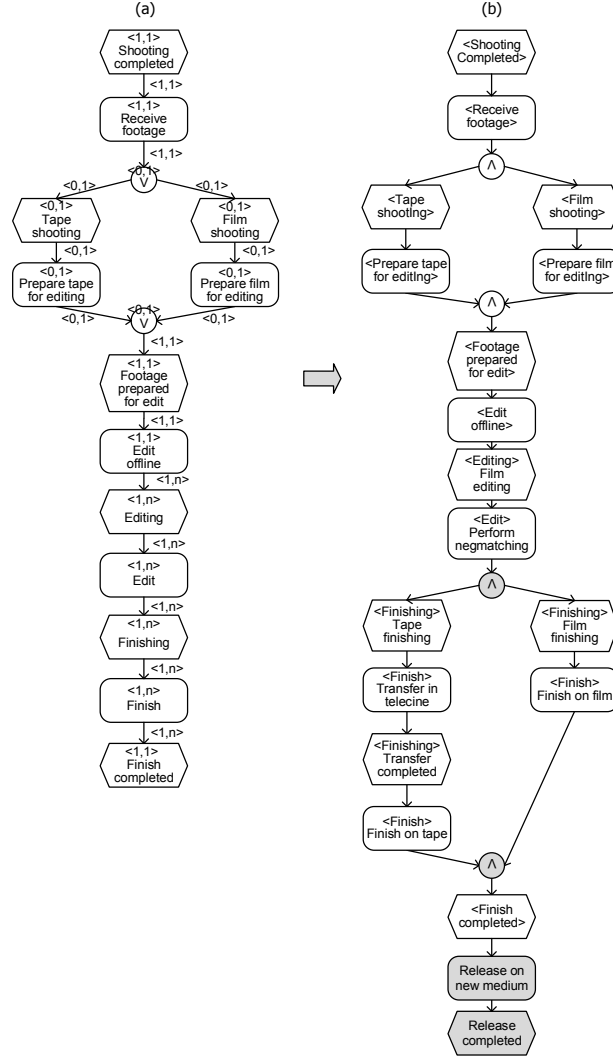 (a)
<1,1>
Shooting
completed
<1,1>
<1,1>
Receive
footage
<1,1>
<0,1>
V
<0,1>
<0,1>
<0,1>
Tape
shooting
<0,1>
Film
shooting
<0,1>
<0,1>
<0,1>
Prepare tape
for editing
<0,1>
Prepare film
for editing
<0,1>
<0,1>
<0,1>
V
<1,1>
<1,1>
Footage
prepared
for edit
<1,1>
<1,1>
Edit
offline
<1,n>
<1,n>
Editing
<1,n>
<1,n>
Edit
<1,n>
<1,n>
Finishing
<1,n>
<1,n>
Finish
<1,n>
<1,1>
Finish
completed
(b)
<Shooting
Completed>
<Receive
footage>
Λ
<Tape
shootIng>
<Film
shooting>
<Prepare tape
for editIng>
<Prepare film
for editIng>
Λ
<Footage
prepared
for edit>
<Edit
offline>
<Editing>
Film
editing
<Edit>
Perform
negmatching
Λ
<Finishing>
Tape
finishing
<Finishing>
Film
finishing
<Finish>
Transfer in
telecine
<Finish>
Finish on film
<Finishing>
Transfer
completed
<Finish>
Finish on tape
Λ
<Finish
completed>
Release on
new medium
Release
completed